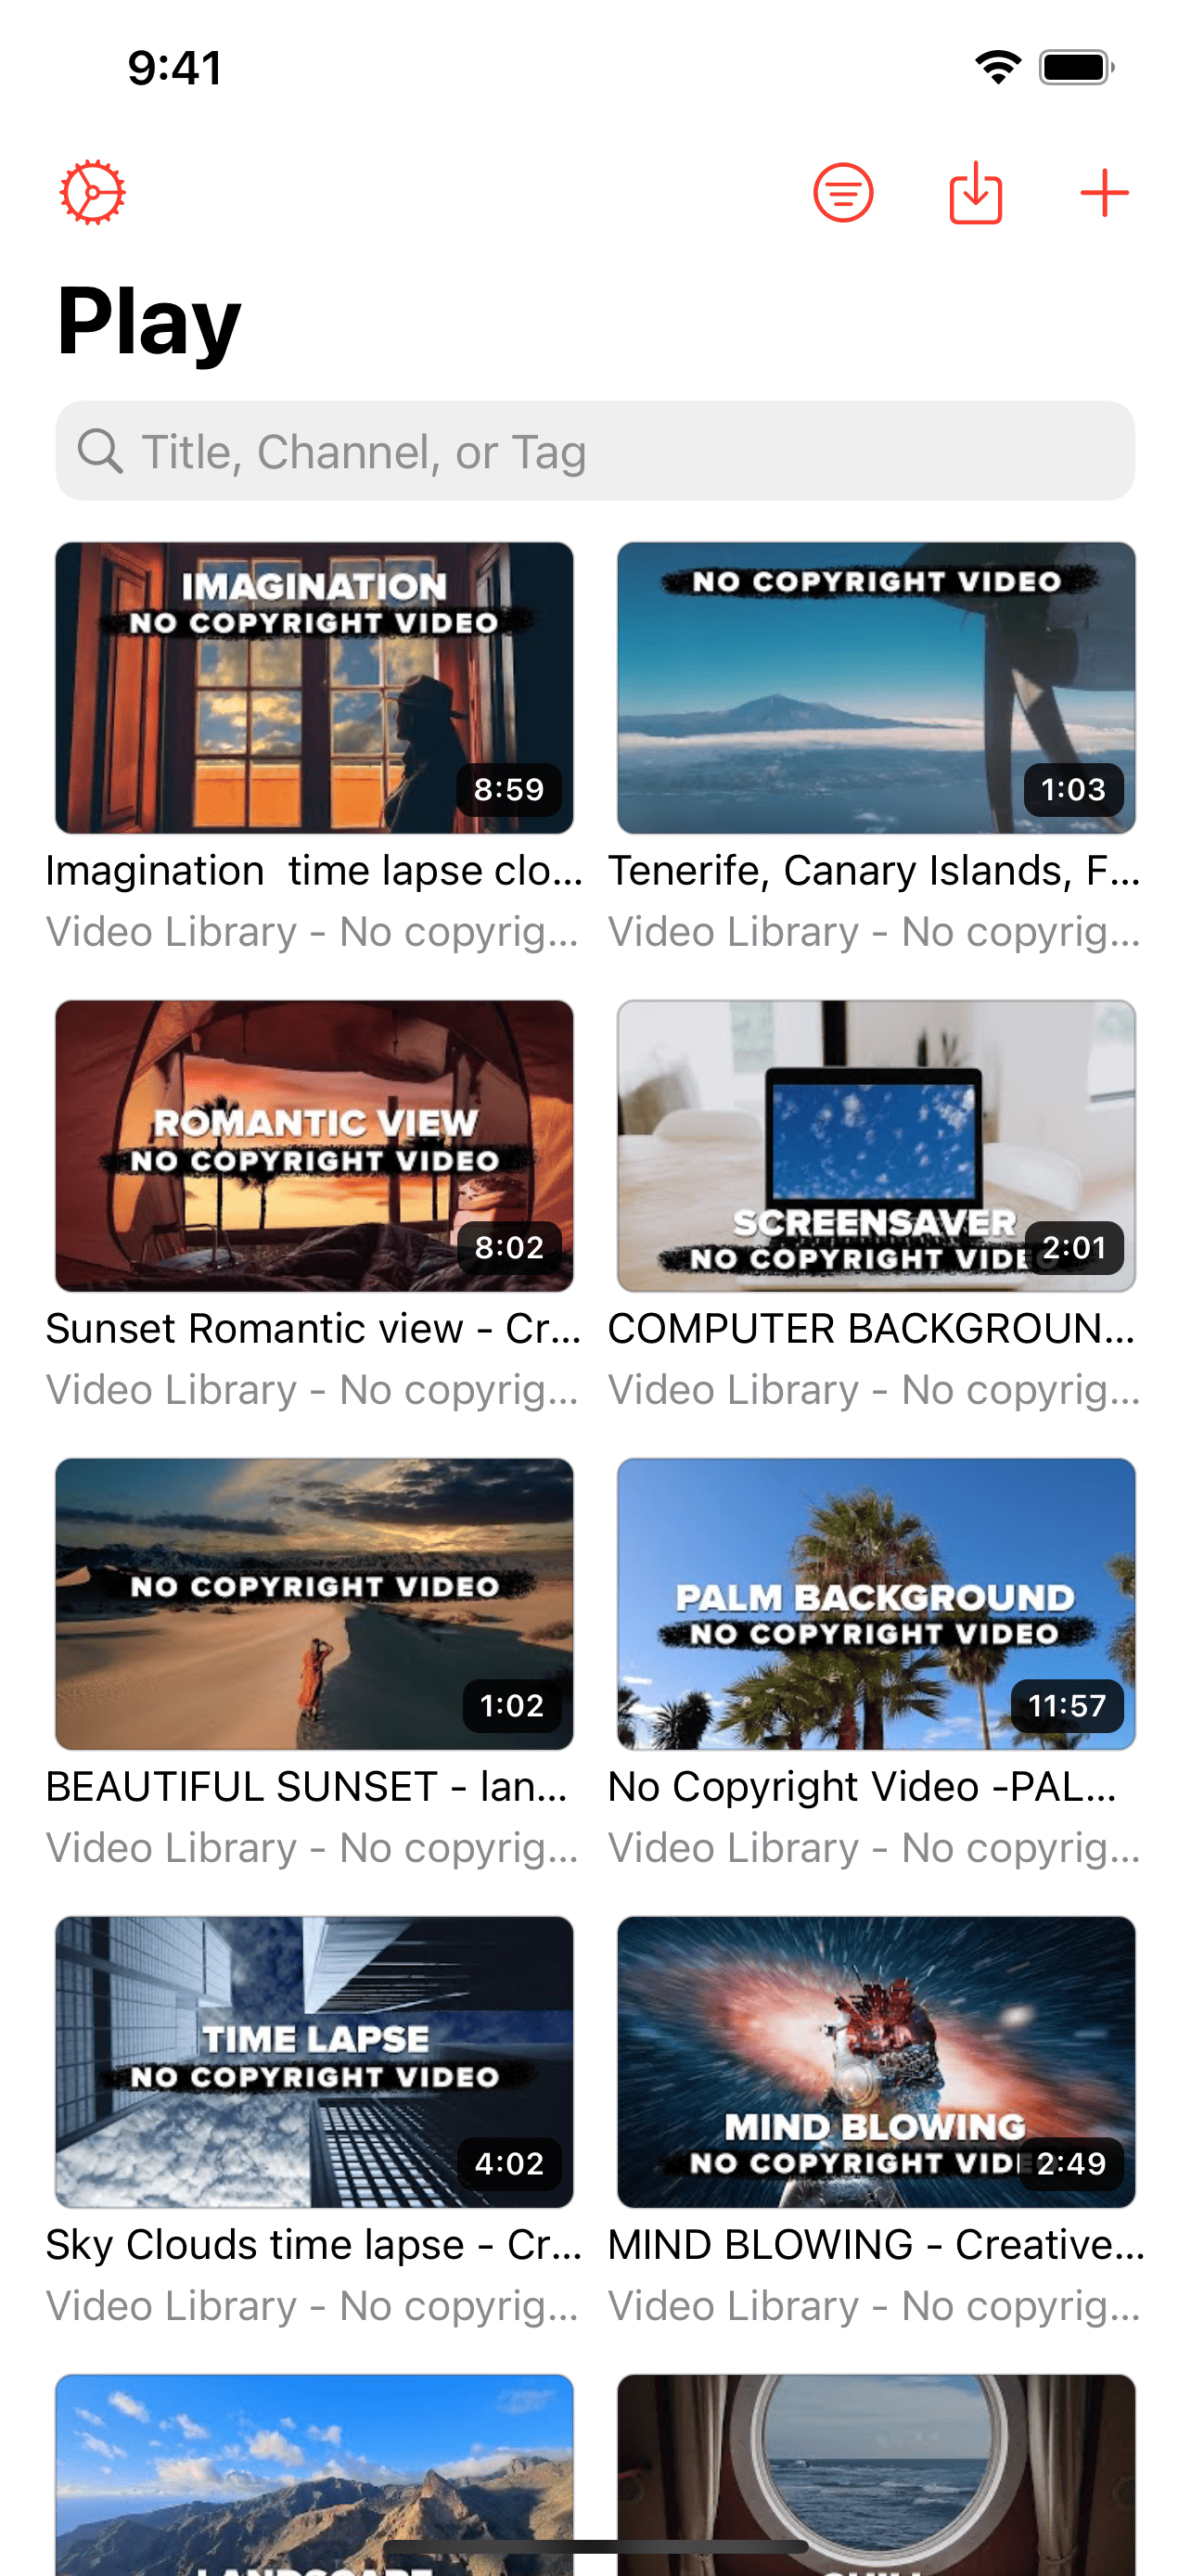 9:41
Play
Title, Channel, or Tag
IMAGINATION
NO COPYRIGHT VIDEO
8:59
NO COPYRIGHT VIDEO
1:03
Imagination  time lapse clo...
Tenerife, Canary Islands, F...
Video Library - No copyrig...
Video Library - No copyrig...
ROMANTIC VIEW
NO COPYRIGHT VIDEO
8:02
SCREENSAVER
NO COPYRIGHT VIDE
2:01
Sunset Romantic view - Cr...
COMPUTER BACKGROUN...
Video Library - No copyrig...
Video Library - No copyrig...
NO COPYRIGHT VIDEO
1:02
PALM BACKGROUND
NO COPYRIGHT VIDEO
11:57
BEAUTIFUL SUNSET - lan...
No Copyright Video -PAL...
Video Library - No copyrig...
Video Library - No copyrig...
TIME LAPSE
NO COPYRIGHT VIDEO
4:02
MIND BLOWING
NO COPYRIGHT VIDE
2:49
Sky Clouds time lapse - Cr...
MIND BLOWING - Creative...
Video Library - No copyrig...
Video Library - No copyrig...
LANDSCAPE